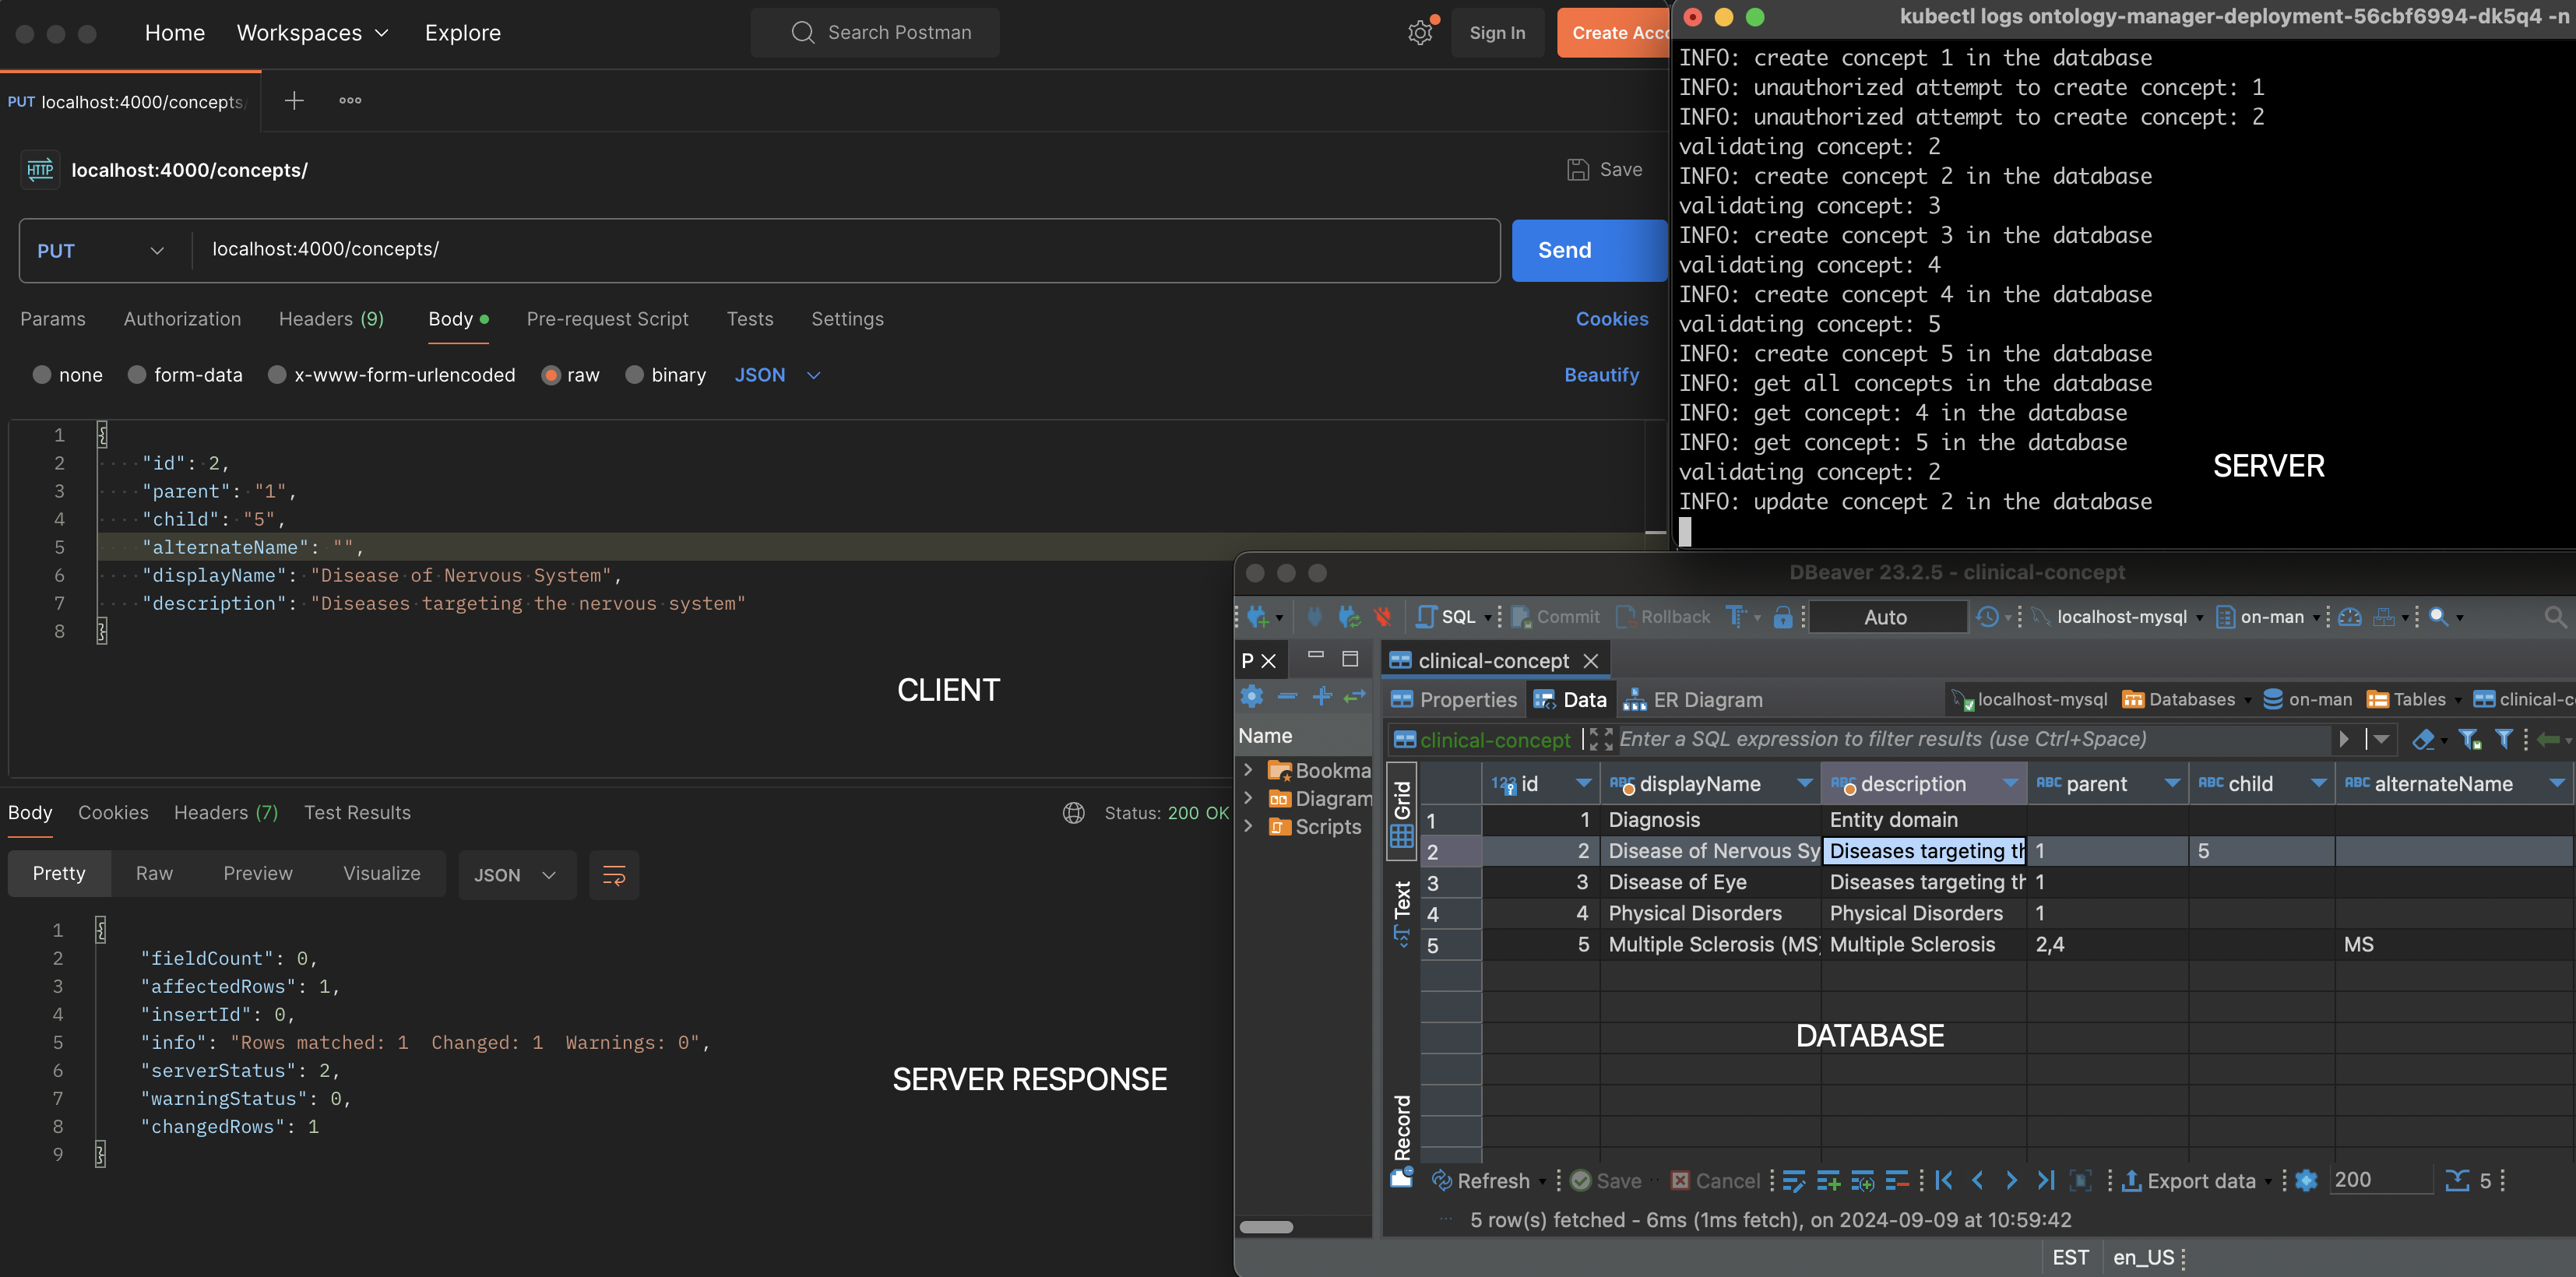 Home Workspaces Explore
Search Postman
Sign In
Create Acco
PUT localhost:4000/concepts/
HTTP localhost:4000/concepts/
Save
PUT localhost:4000/concepts/
Send
Params Authorization Headers (9) Body Pre-request Script Tests Settings
Cookies
none form-data x-www-form-urlencoded raw binary JSON
Beautify
1 {
2 "id": 2,
3 "parent": "1",
4 "child": "5",
5 "alternateName": "",
6 "displayName": "Disease of Nervous System",
7 "description": "Diseases targeting the nervous system"
8 }
CLIENT
Body Cookies Headers (7) Test Results
Status: 200 OK
Pretty Raw Preview Visualize JSON
1 {
2 "fieldCount": 0,
3 "affectedRows": 1,
4 "insertId": 0,
5 "info": "Rows matched: 1  Changed: 1  Warnings: 0",
6 "serverStatus": 2,
7 "warningStatus": 0,
8 "changedRows": 1
9 }
SERVER RESPONSE
kubectl logs ontology-manager-deployment-56cbf6994-dk5q4 -n
INFO: create concept 1 in the database
INFO: unauthorized attempt to create concept: 1
INFO: unauthorized attempt to create concept: 2
validating concept: 2
INFO: create concept 2 in the database
validating concept: 3
INFO: create concept 3 in the database
validating concept: 4
INFO: create concept 4 in the database
validating concept: 5
INFO: create concept 5 in the database
INFO: get all concepts in the database
INFO: get concept: 4 in the database
INFO: get concept: 5 in the database
validating concept: 2
INFO: update concept 2 in the database
SERVER
DBeaver 23.2.5 - clinical-concept
SQL Commit Rollback Auto localhost-mysql on-man
P
clinical-concept
Properties Data ER Diagram
localhost-mysql Databases on-man Tables clinical-c
Name
Bookma
Diagram
Scripts
clinical-concept Enter a SQL expression to filter results (use Ctrl+Space)
Grid
Text
Record
123 id ABC displayName ABC description ABC parent ABC child ABC alternateName
1 1 Diagnosis Entity domain
2 2 Disease of Nervous Sy Diseases targeting th 1 5
3 3 Disease of Eye Diseases targeting th 1
4 4 Physical Disorders Physical Disorders 1
5 5 Multiple Sclerosis (MS) Multiple Sclerosis 2,4 MS
DATABASE
Refresh Save Cancel Export data 200 5
5 row(s) fetched - 6ms (1ms fetch), on 2024-09-09 at 10:59:42
EST en_US